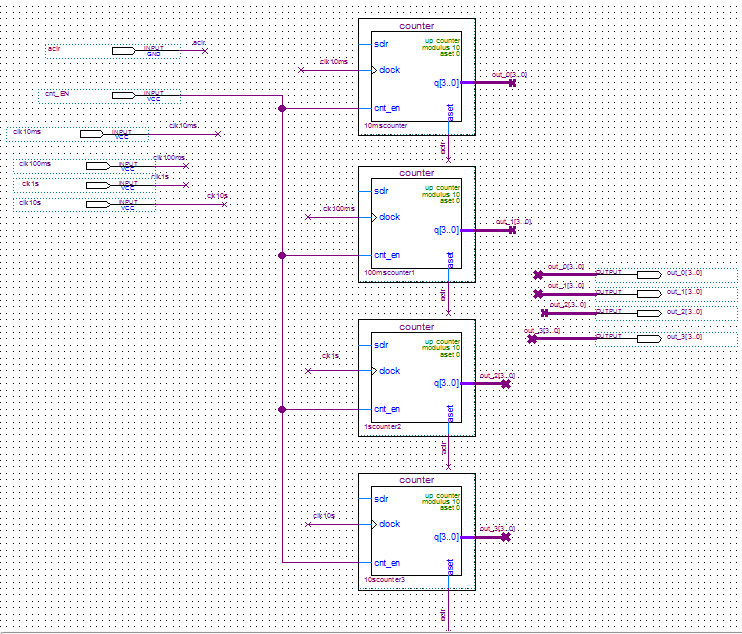 aclr INPUT GND aclr
cnt_EN INPUT VCC
clk10ms INPUT VCC clk10ms
clk100ms INPUT VCC clk100ms
clk1s INPUT clk1s
clk10s INPUT VCC clk10s
counter
up counter
modulus 10
aset 0
sclr
clk10ms
clock
q[3..0]
out_0[3..0]
cnt_en
aset
10mscounter
aclr
counter
up counter
modulus 10
aset 0
sclr
clk100ms
clock
q[3..0]
out_1[3..0]
cnt_en
aset
100mscounter1
aclr
counter
up counter
modulus 10
aset 0
sclr
clk1s
clock
q[3..0]
out_2[3..0]
cnt_en
aset
1scounter2
aclr
counter
up counter
modulus 10
aset 0
sclr
clk10s
clock
q[3..0]
out_3[3..0]
cnt_en
aset
10scounter3
aclr
out_0[3..0] OUTPUT out_0[3..0]
out_1[3..0] OUTPUT out_1[3..0]
out_2[3..0] OUTPUT out_2[3..0]
out_3[3..0] OUTPUT out_3[3..0]